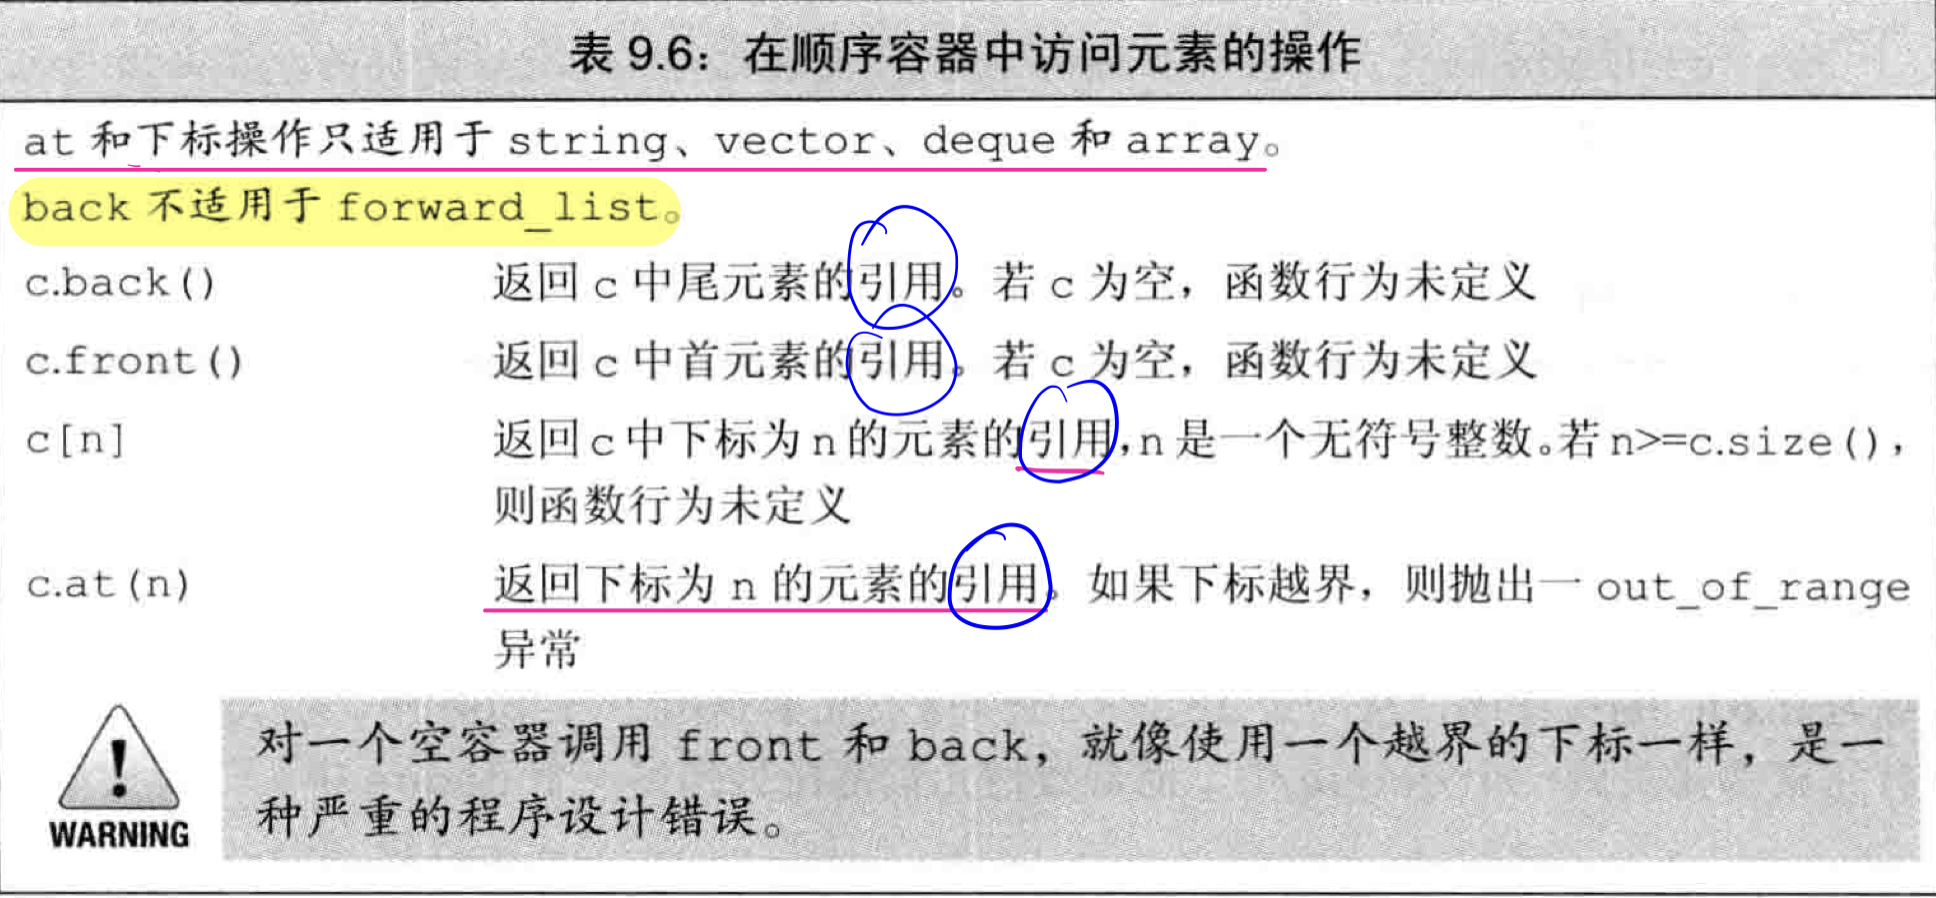 表 9.6：在顺序容器中访问元素的操作
at 和下标操作只适用于 string、vector、deque 和 array。
back 不适用于 forward_list。
c.back() 返回 c 中尾元素的引用。若 c 为空，函数行为未定义
c.front() 返回 c 中首元素的引用。若 c 为空，函数行为未定义
c[n] 返回 c 中下标为 n 的元素的引用，n 是一个无符号整数。若 n>=c.size()，
则函数行为未定义
c.at(n) 返回下标为 n 的元素的引用。如果下标越界，则抛出一 out_of_range
异常
对一个空容器调用 front 和 back，就像使用一个越界的下标一样，是一
种严重的程序设计错误。
WARNING